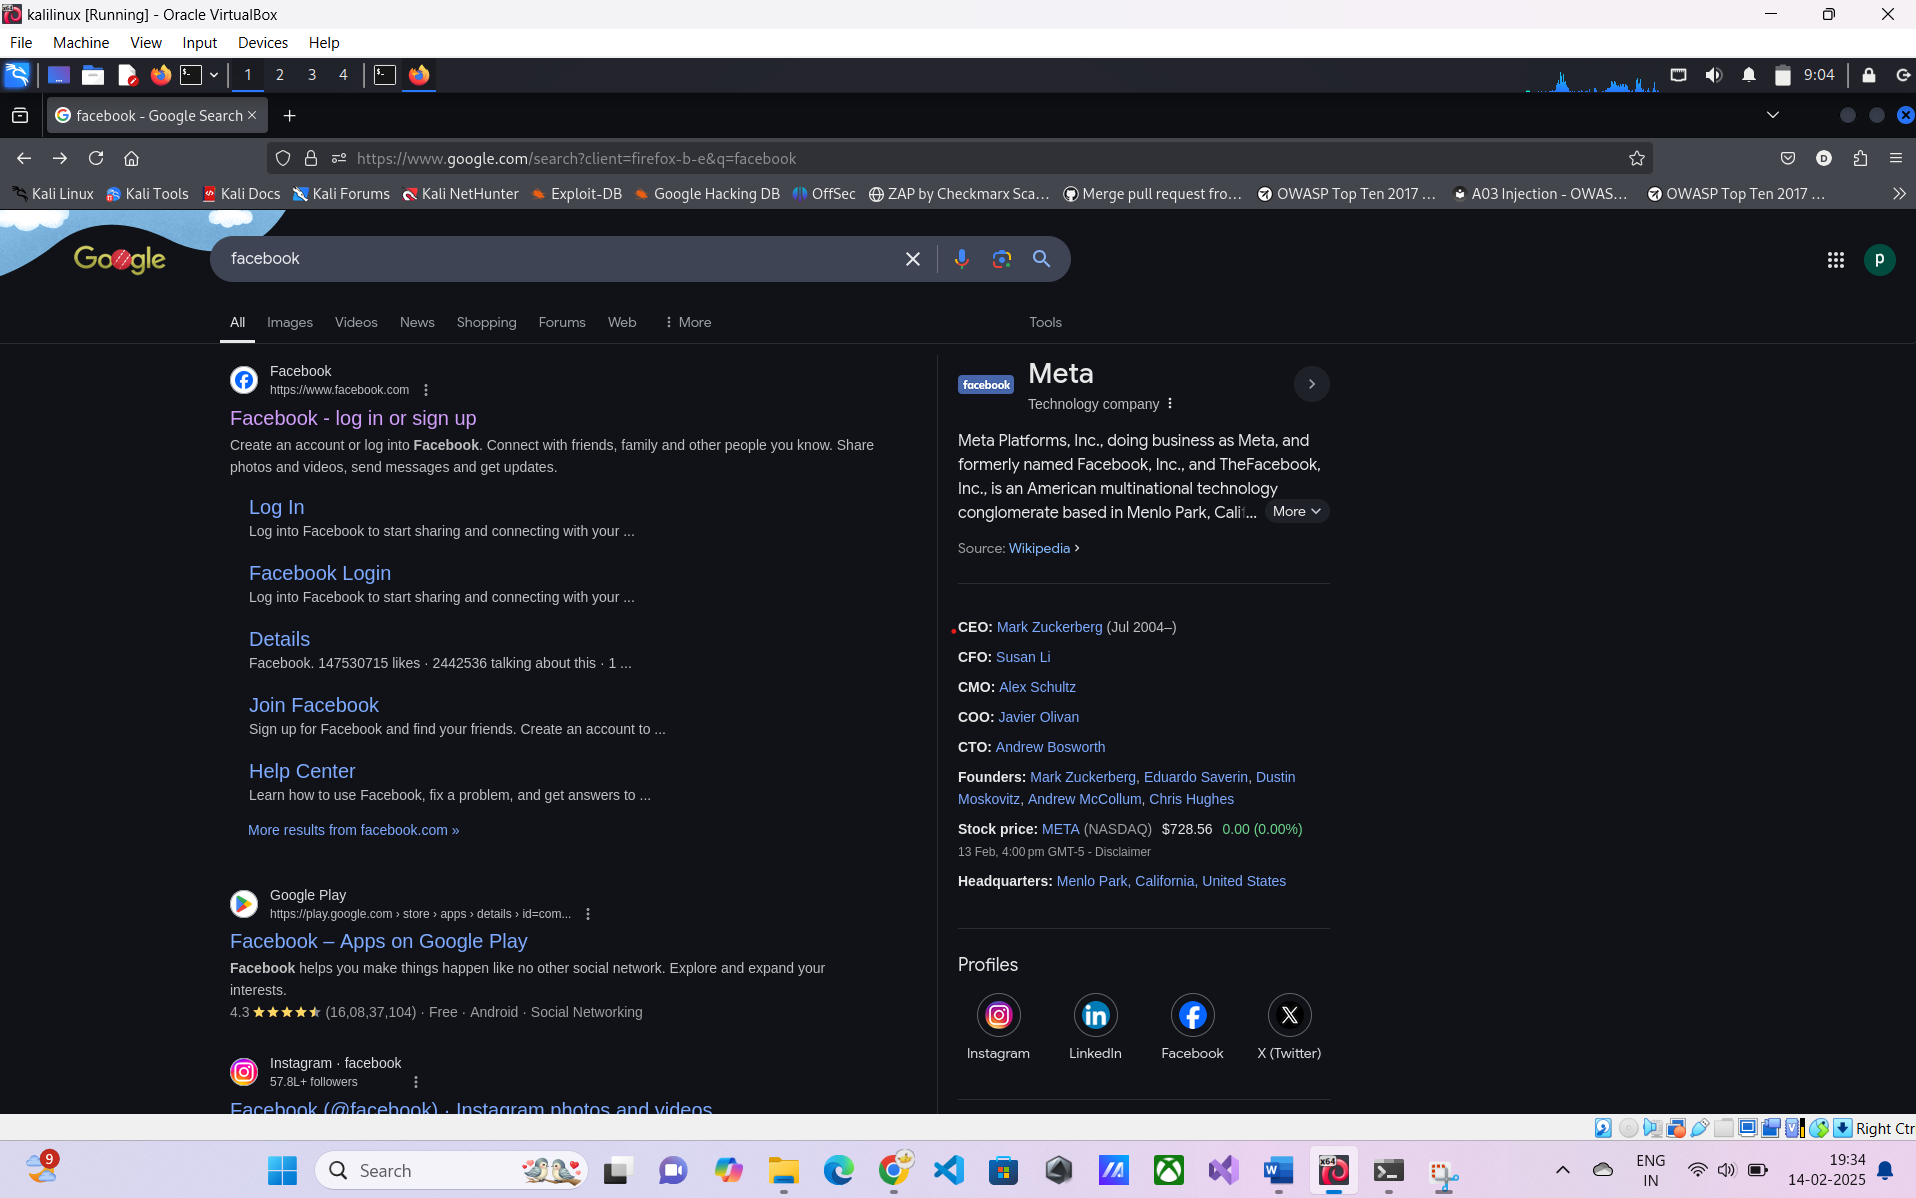 kalilinux [Running] - Oracle VirtualBox
File Machine View Input Devices Help
1 2 3 4
9:04
facebook - Google Search
https://www.google.com/search?client=firefox-b-e&q=facebook
D
Kali Linux Kali Tools Kali Docs Kali Forums Kali NetHunter Exploit-DB Google Hacking DB OffSec ZAP by Checkmarx Sca... Merge pull request fro... OWASP Top Ten 2017 ... A03 Injection - OWAS... OWASP Top Ten 2017 ...
Google
facebook
p
All Images Videos News Shopping Forums Web More Tools
Facebook
https://www.facebook.com
Facebook - log in or sign up
Create an account or log into Facebook. Connect with friends, family and other people you know. Share
photos and videos, send messages and get updates.
Log In
Log into Facebook to start sharing and connecting with your ...
Facebook Login
Log into Facebook to start sharing and connecting with your ...
Details
Facebook. 147530715 likes · 2442536 talking about this · 1 ...
Join Facebook
Sign up for Facebook and find your friends. Create an account to ...
Help Center
Learn how to use Facebook, fix a problem, and get answers to ...
More results from facebook.com »
Google Play
https://play.google.com › store › apps › details › id=com...
Facebook – Apps on Google Play
Facebook helps you make things happen like no other social network. Explore and expand your
interests.
4.3 (16,08,37,104) · Free · Android · Social Networking
Instagram · facebook
57.8L+ followers
Facebook (@facebook) · Instagram photos and videos
facebook
Meta
Technology company
Meta Platforms, Inc., doing business as Meta, and
formerly named Facebook, Inc., and TheFacebook,
Inc., is an American multinational technology
conglomerate based in Menlo Park, Calif... More
Source: Wikipedia ›
CEO: Mark Zuckerberg (Jul 2004–)
CFO: Susan Li
CMO: Alex Schultz
COO: Javier Olivan
CTO: Andrew Bosworth
Founders: Mark Zuckerberg, Eduardo Saverin, Dustin
Moskovitz, Andrew McCollum, Chris Hughes
Stock price: META (NASDAQ) $728.56 0.00 (0.00%)
13 Feb, 4:00 pm GMT-5 - Disclaimer
Headquarters: Menlo Park, California, United States
Profiles
Instagram LinkedIn Facebook X (Twitter)
Right Ctr
9
Search
ENG
IN
19:34
14-02-2025